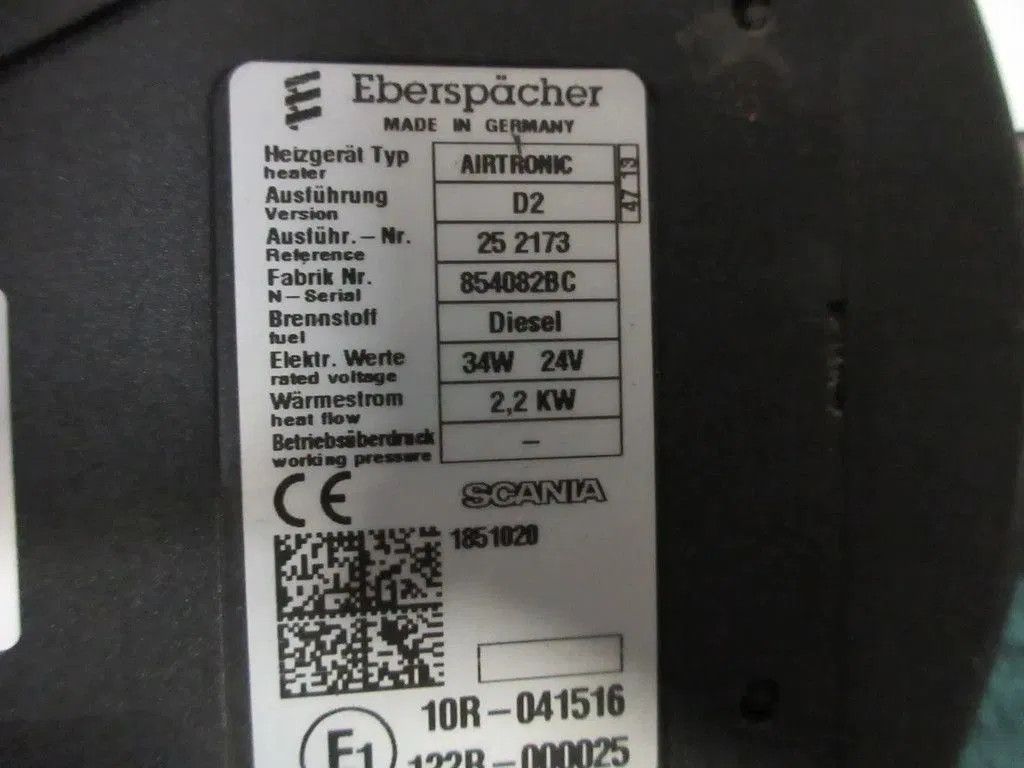 Eberspächer
MADE IN GERMANY
Heizgerät Typ AIRTRONIC 47 13
heater
Ausführung D2
Version
Ausführ.-Nr. 25 2173
Reference
Fabrik Nr. 854082BC
N-Serial
Brennstoff Diesel
fuel
Elektr. Werte 34W 24V
rated voltage
Wärmestrom 2,2 KW
heat flow
Betriebsüberdruck –
working pressure
CE SCANIA
1851020
10R-041516
E1 122R-000025